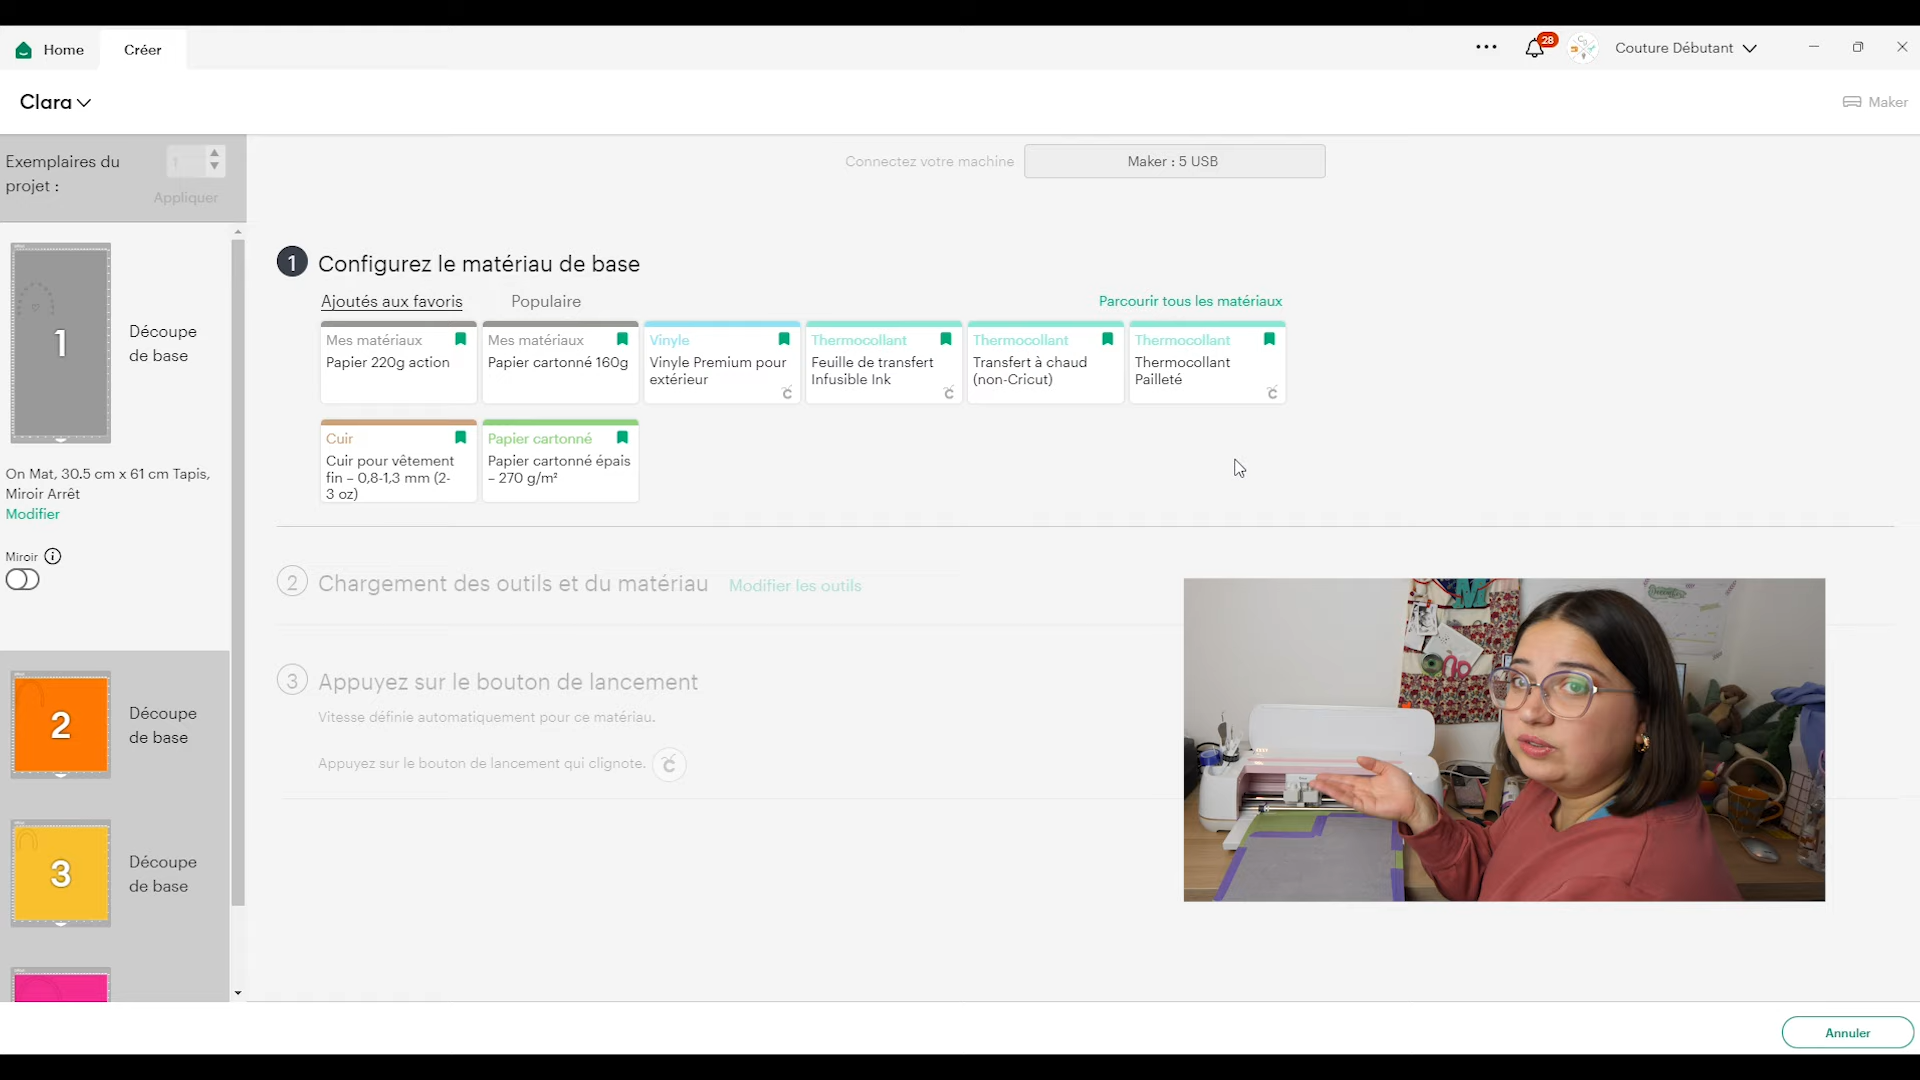 Home
Créer
28
Couture Débutant
Clara
Maker
Exemplaires du
projet :
1
Appliquer
Connectez votre machine
Maker : 5 USB
1
Découpe
de base
On Mat, 30.5 cm x 61 cm Tapis,
Miroir Arrêt
Modifier
Miroir
2
Découpe
de base
3
Découpe
de base
1 Configurez le matériau de base
Ajoutés aux favoris
Populaire
Parcourir tous les matériaux
Mes matériaux
Papier 220g action
Mes matériaux
Papier cartonné 160g
Vinyle
Vinyle Premium pour
extérieur
Thermocollant
Feuille de transfert
Infusible Ink
Thermocollant
Transfert à chaud
(non-Cricut)
Thermocollant
Thermocollant
Pailleté
Cuir
Cuir pour vêtement
fin – 0,8-1,3 mm (2-
3 oz)
Papier cartonné
Papier cartonné épais
– 270 g/m²
2 Chargement des outils et du matériau
Modifier les outils
3 Appuyez sur le bouton de lancement
Vitesse définie automatiquement pour ce matériau.
Appuyez sur le bouton de lancement qui clignote.
Annuler